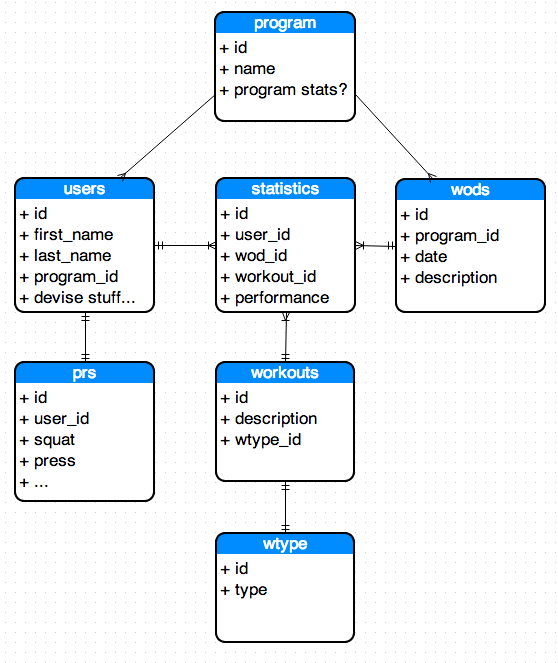 program
+ id
+ name
+ program stats?
users
+ id
+ first_name
+ last_name
+ program_id
+ devise stuff...
statistics
+ id
+ user_id
+ wod_id
+ workout_id
+ performance
wods
+ id
+ program_id
+ date
+ description
prs
+ id
+ user_id
+ squat
+ press
+ ...
workouts
+ id
+ description
+ wtype_id
wtype
+ id
+ type